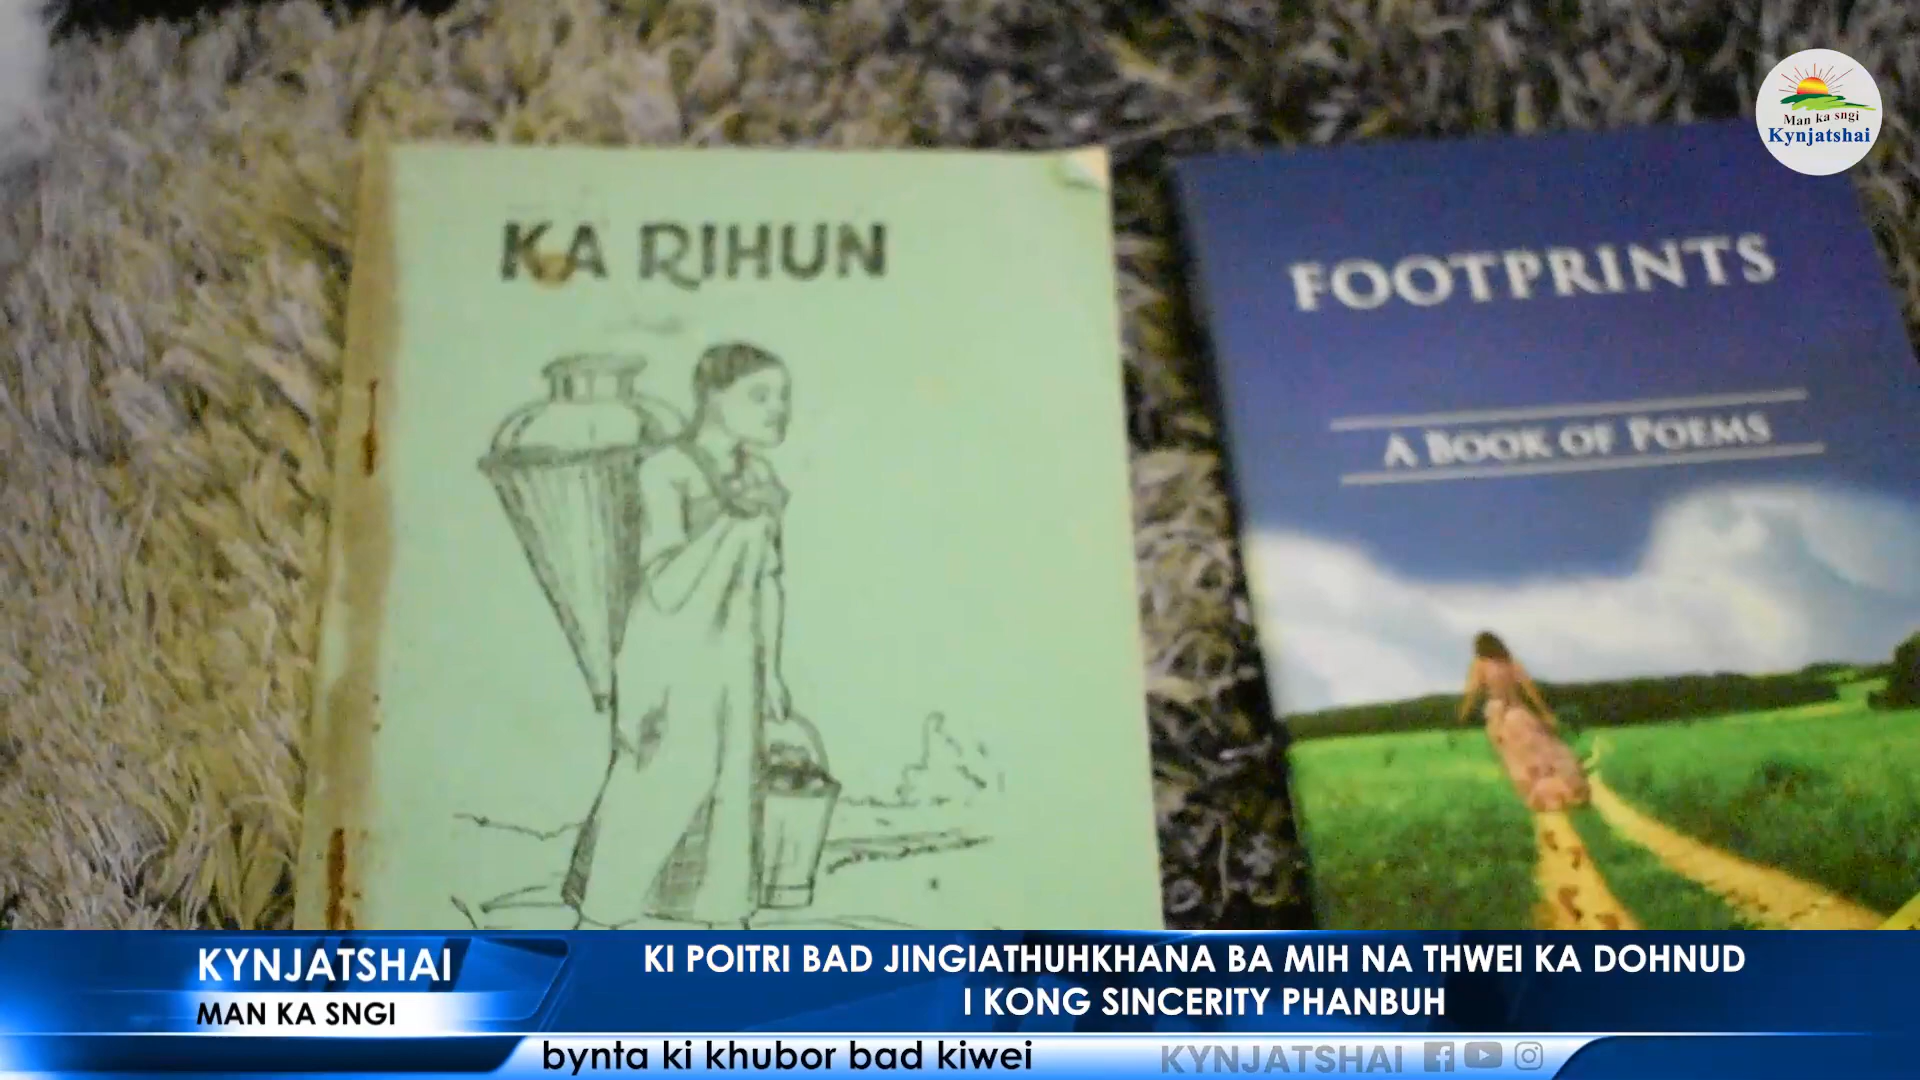 Man ka sngi
Kynjatshai
KA RIHUN
FOOTPRINTS
A BOOK OF POEMS
KYNJATSHAI
MAN KA SNGI
KI POITRI BAD JINGIATHUHKHANA BA MIH NA THWEI KA DOHNUD
I KONG SINCERITY PHANBUH
bynta ki khubor bad kiwei
KYNJATSHAI